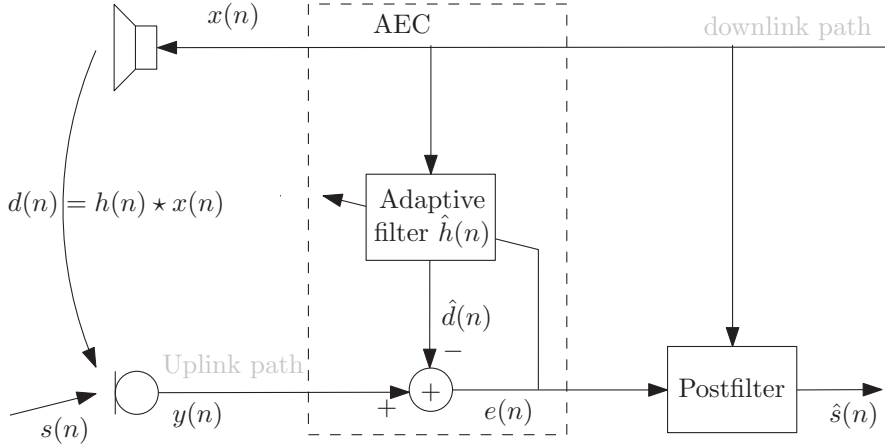 x(n)
AEC
downlink path
d(n) = h(n) ⋆ x(n)
Adaptive
filter ĥ(n)
d̂(n)
−
Uplink path
+
+
s(n)
y(n)
e(n)
Postfilter
ŝ(n)